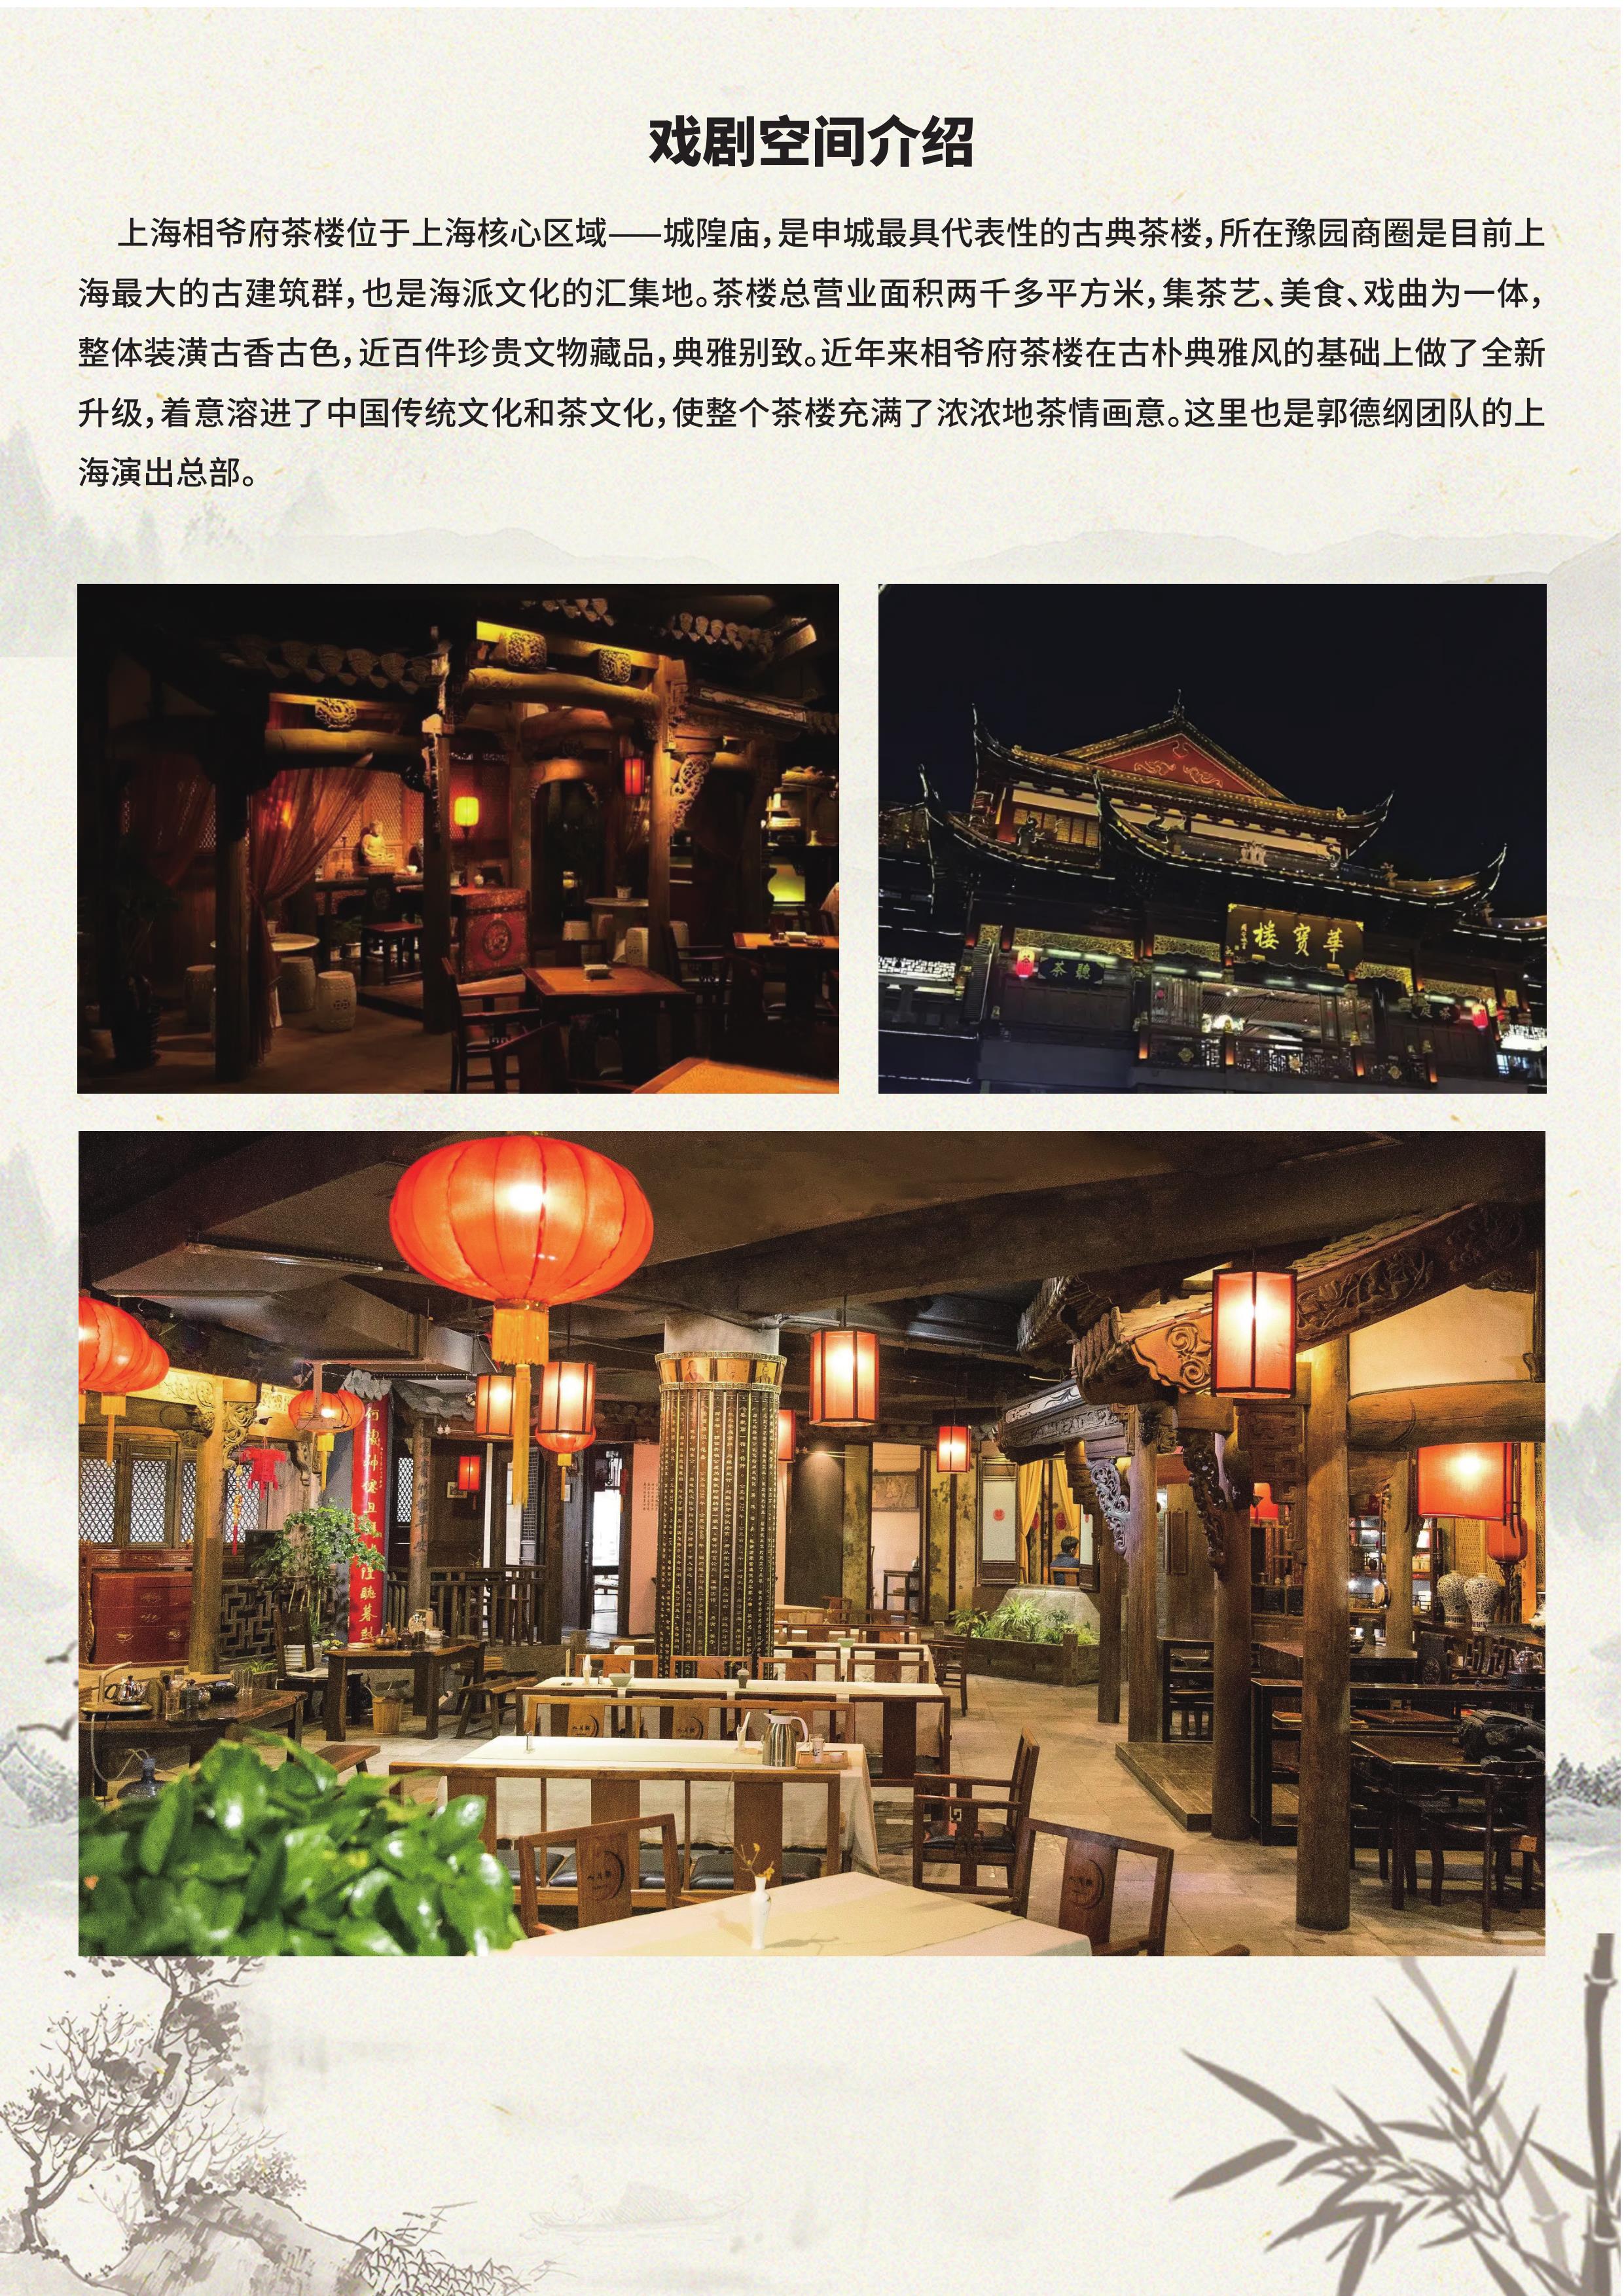 戏剧空间介绍
上海相爷府茶楼位于上海核心区域——城隍庙，是申城最具代表性的古典茶楼，所在豫园商圈是目前上
海最大的古建筑群，也是海派文化的汇集地。茶楼总营业面积两千多平方米，集茶艺、美食、戏曲为一体，
整体装潢古香古色，近百件珍贵文物藏品，典雅别致。近年来相爷府茶楼在古朴典雅风的基础上做了全新
升级，着意溶进了中国传统文化和茶文化，使整个茶楼充满了浓浓地茶情画意。这里也是郭德纲团队的上
海演出总部。
楼寶華
茶聽